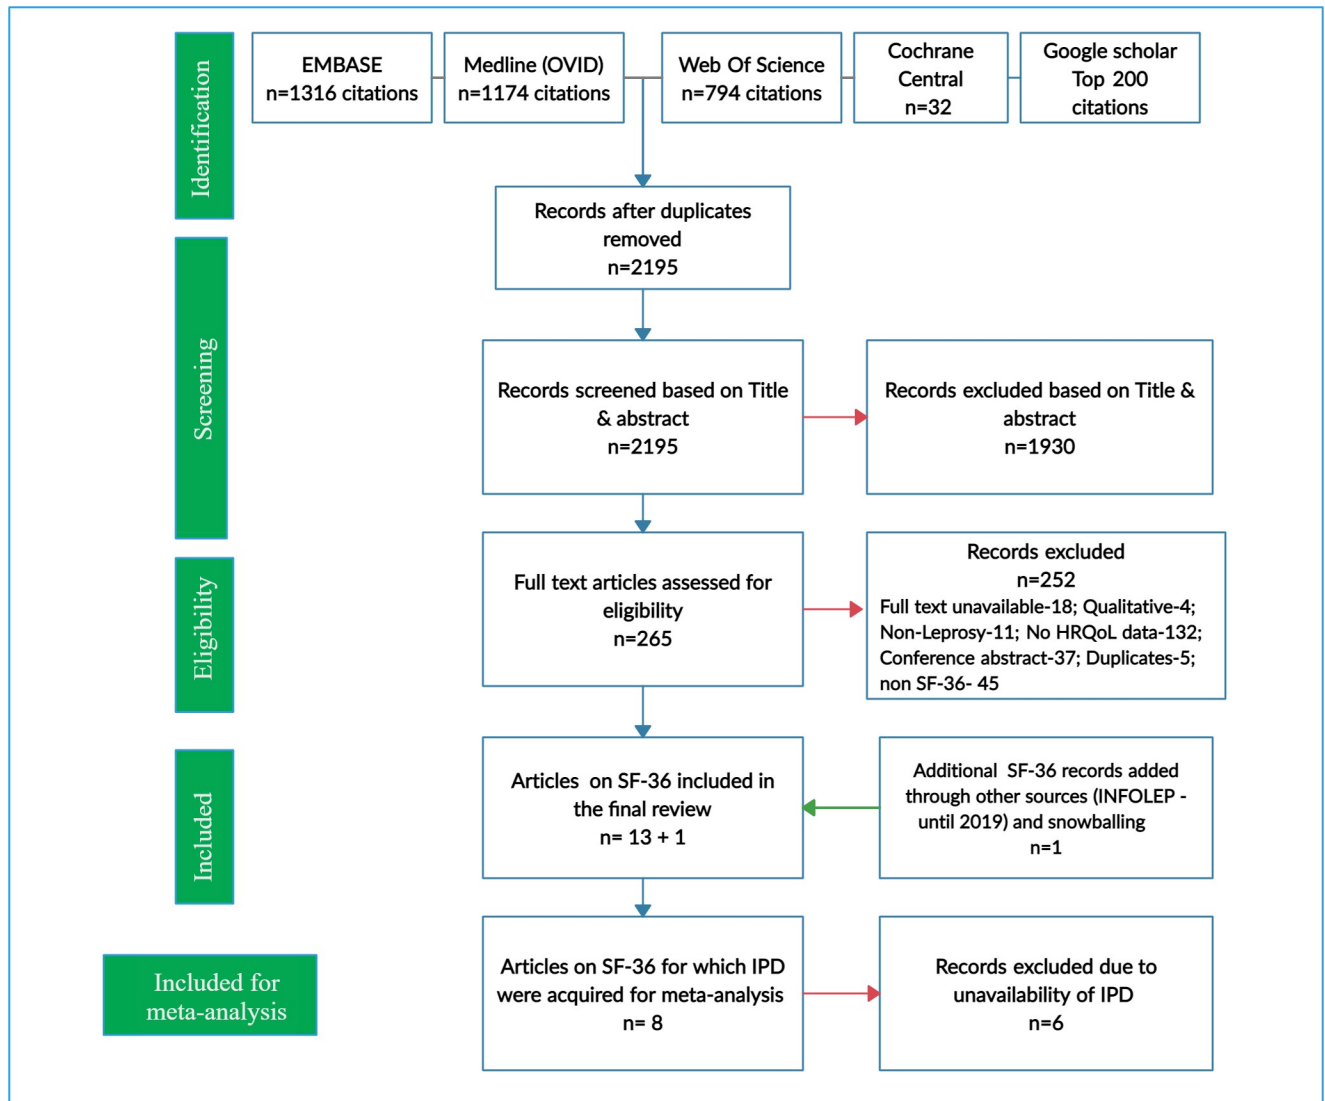 Identification
EMBASE
n=1316 citations
Medline (OVID)
n=1174 citations
Web Of Science
n=794 citations
Cochrane
Central
n=32
Google scholar
Top 200
citations
Records after duplicates
removed
n=2195
Screening
Records screened based on Title
& abstract
n=2195
Records excluded based on Title &
abstract
n=1930
Eligibility
Full text articles assessed for
eligibility
n=265
Records excluded
n=252
Full text unavailable-18; Qualitative-4;
Non-Leprosy-11; No HRQoL data-132;
Conference abstract-37; Duplicates-5;
non SF-36- 45
Included
Articles on SF-36 included in
the final review
n= 13 + 1
Additional SF-36 records added
through other sources (INFOLEP -
until 2019) and snowballing
n=1
Included for
meta-analysis
Articles on SF-36 for which IPD
were acquired for meta-analysis
n= 8
Records excluded due to
unavailability of IPD
n=6